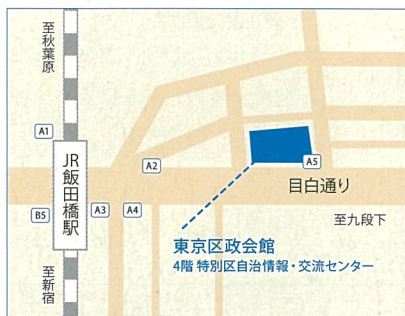 至秋葉原
A1
JR飯田橋駅
B5
A3
A4
A2
A5
目白通り
至九段下
至新宿
東京区政会館
4階 特別区自治情報・交流センター